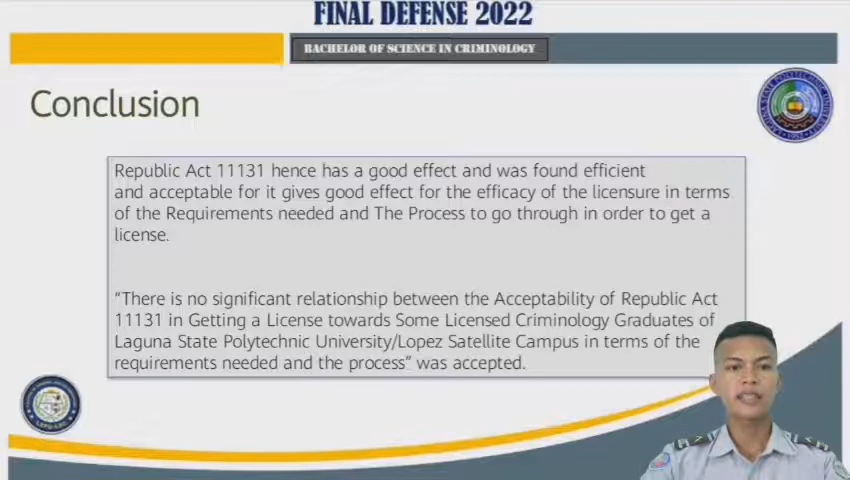 FINAL DEFENSE 2022
BACHELOR OF SCIENCE IN CRIMINOLOGY
Conclusion
Republic Act 11131 hence has a good effect and was found efficient
and acceptable for it gives good effect for the efficacy of the licensure in terms
of the Requirements needed and The Process to go through in order to get a
license.
“There is no significant relationship between the Acceptability of Republic Act
11131 in Getting a License towards Some Licensed Criminology Graduates of
Laguna State Polytechnic University/Lopez Satellite Campus in terms of the
requirements needed and the process” was accepted.